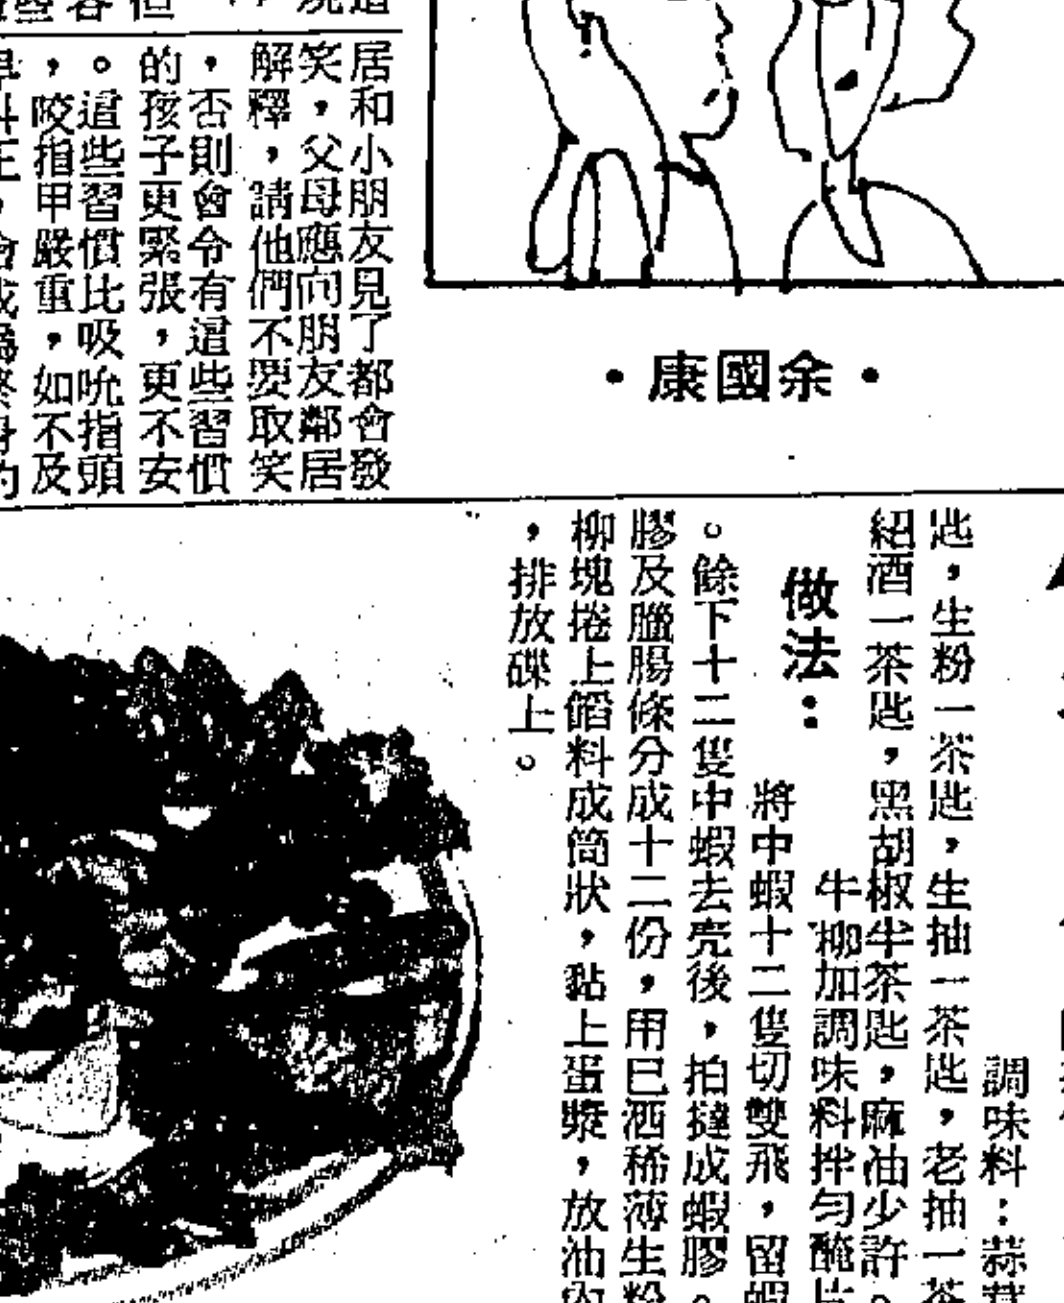 居和小朋友見了都會發
笑，父母應向朋友鄰居
解釋，請他們不要取笑
，否則會令有這些習慣
的孩子更緊張，更不安
。這些習慣比吸吮指頭
，咬指甲嚴重，如不及
·康國余·
調味料：蒜
匙，生粉一茶匙，生抽一茶匙，老抽一茶
紹酒一茶匙，黑胡椒半茶匙，麻油少許。
牛柳加調味料拌勻醃片
做法：
將中蝦十二隻切雙飛，留蝦
。餘下十二隻中蝦去壳後，拍撻成蝦膠。
膠及臘腸條分成十二份，用已洒稀薄生粉
柳塊捲上餡料成筒狀，黏上蛋漿，放油內
，排放碟上。